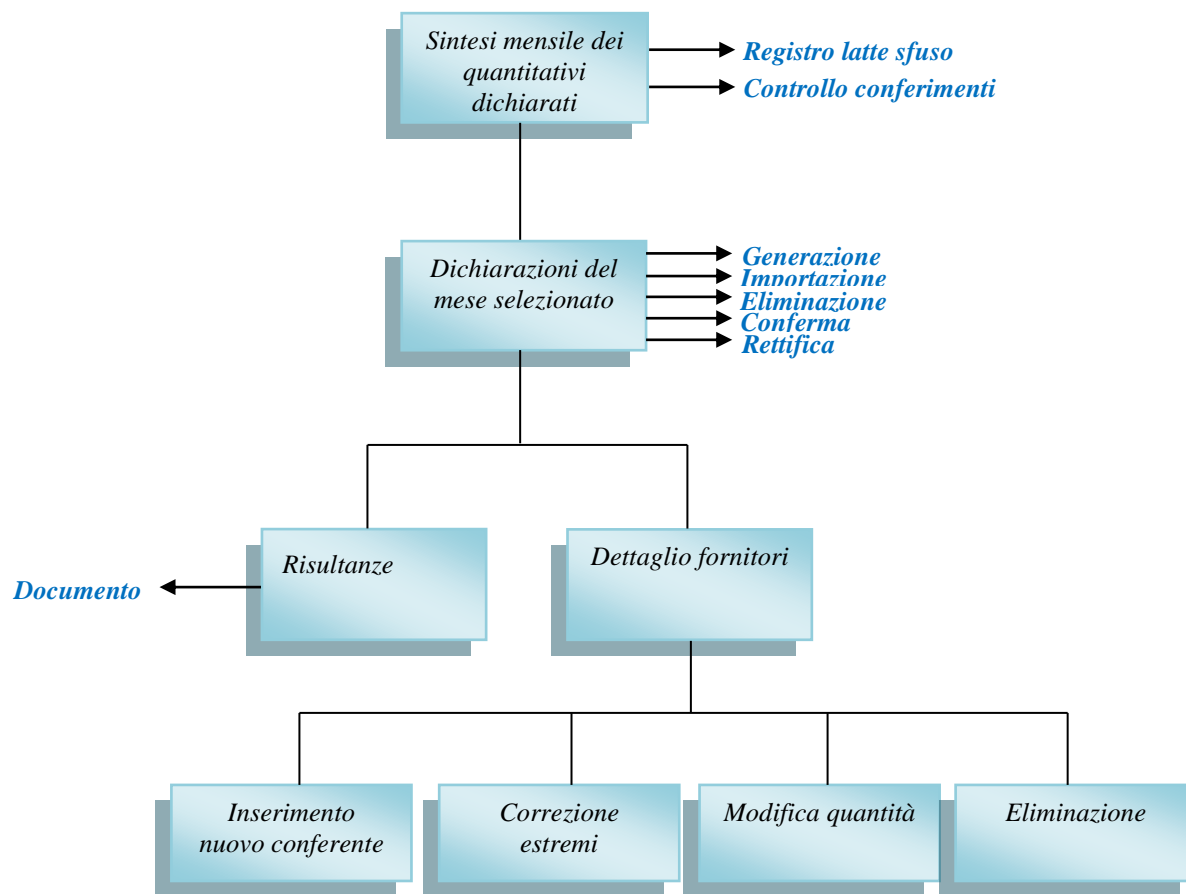 Sintesi mensile dei
quantitativi
dichiarati
Registro latte sfuso
Controllo conferimenti
Dichiarazioni del
mese selezionato
Generazione
Importazione
Eliminazione
Conferma
Rettifica
Risultanze
Documento
Dettaglio fornitori
Inserimento
nuovo conferente
Correzione
estremi
Modifica quantità
Eliminazione